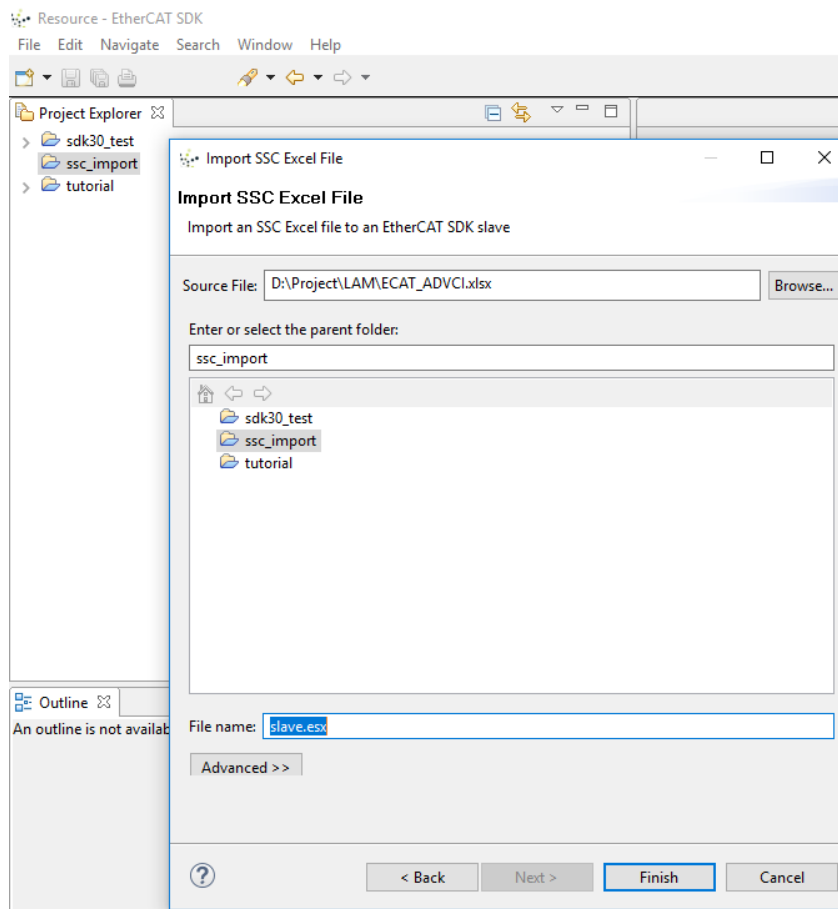 Resource - EtherCAT SDK
File Edit Navigate Search Window Help
Project Explorer
sdk30_test
ssc_import
tutorial
Import SSC Excel File
Import SSC Excel File
Import an SSC Excel file to an EtherCAT SDK slave
Source File: D:\Project\LAM\ECAT_ADVCI.xlsx Browse...
Enter or select the parent folder:
ssc_import
sdk30_test
ssc_import
tutorial
Outline
An outline is not availab
File name: slave.esx
Advanced >>
? < Back Next > Finish Cancel